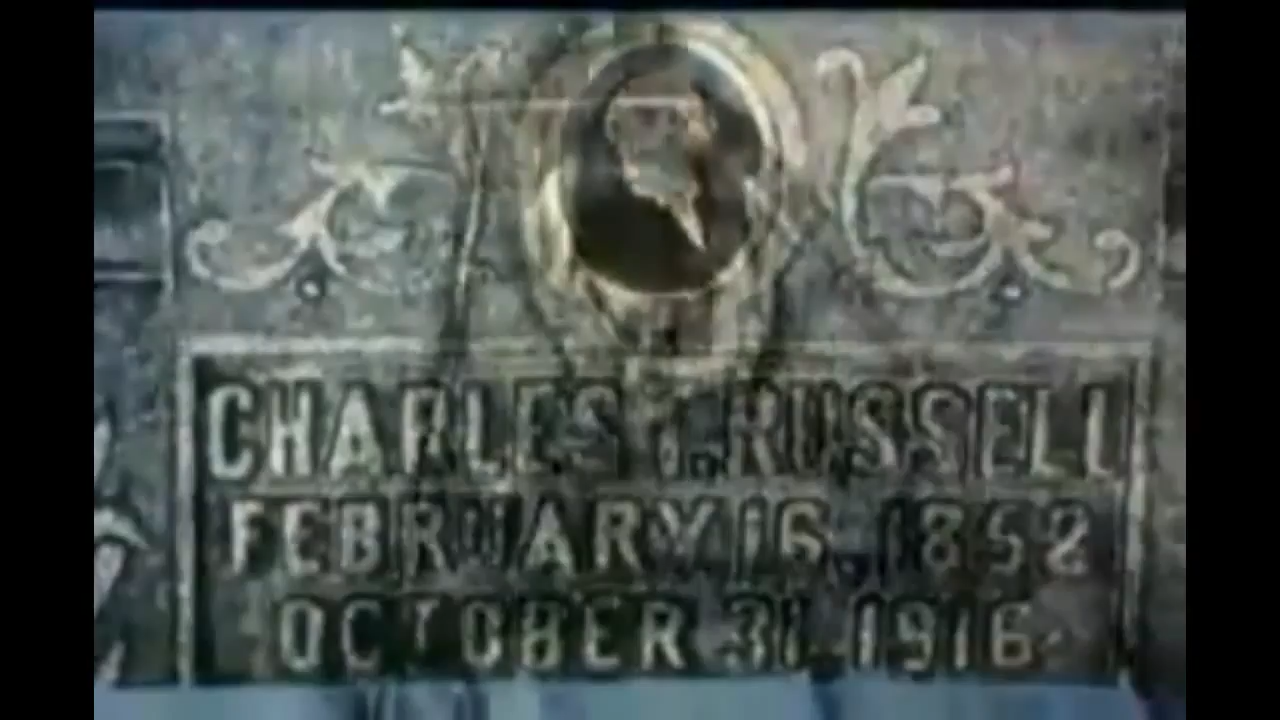 CHARLES T. RUSSELL
FEBRUARY 16, 1852
OCTOBER 31, 1916